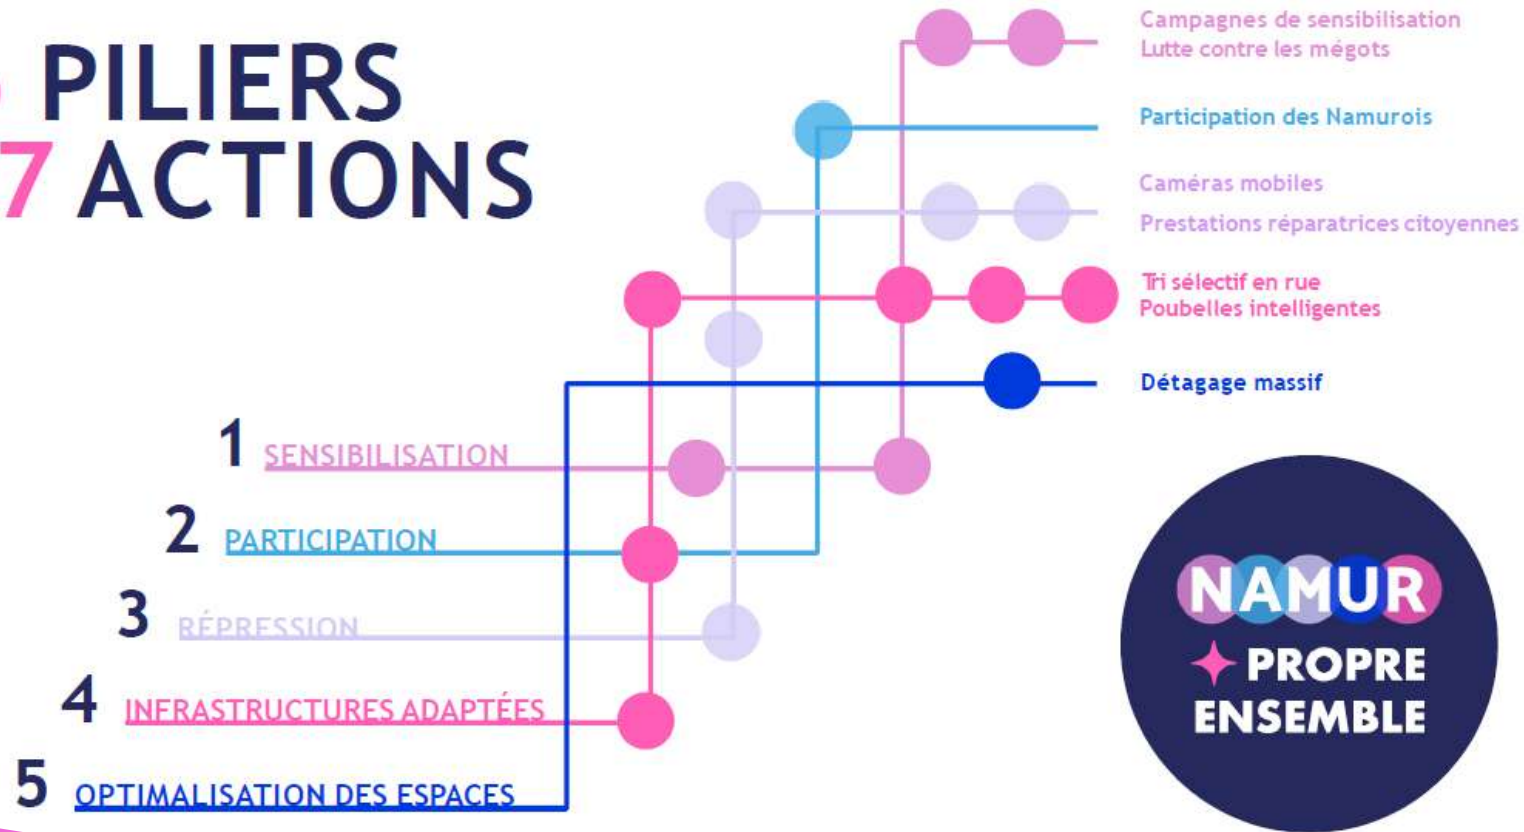 PILIERS
7 ACTIONS
Campagnes de sensibilisation
Lutte contre les mégots
Participation des Namurois
Caméras mobiles
Prestations réparatrices citoyennes
Tri sélectif en rue
Poubelles intelligentes
Détagage massif
1 SENSIBILISATION
2 PARTICIPATION
3 RÉPRESSION
4 INFRASTRUCTURES ADAPTÉES
5 OPTIMALISATION DES ESPACES
NAMUR
PROPRE
ENSEMBLE